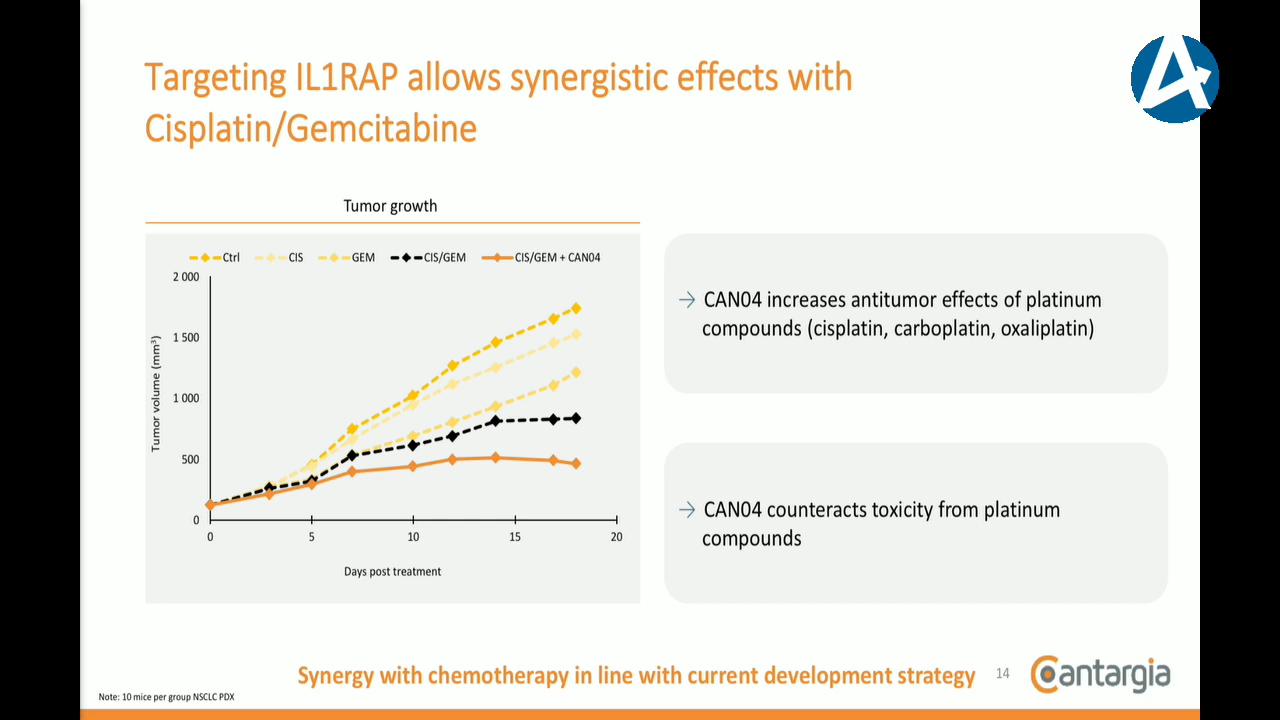 Targeting IL1RAP allows synergistic effects with
Cisplatin/Gemcitabine
Tumor growth
Ctrl CIS GEM CIS/GEM CIS/GEM + CAN04
2 000
1 500
1 000
500
0
Tumor volume (mm³)
0 5 10 15 20
Days post treatment
→ CAN04 increases antitumor effects of platinum
compounds (cisplatin, carboplatin, oxaliplatin)
→ CAN04 counteracts toxicity from platinum
compounds
Synergy with chemotherapy in line with current development strategy
14
Cantargia
Note: 10 mice per group NSCLC PDX